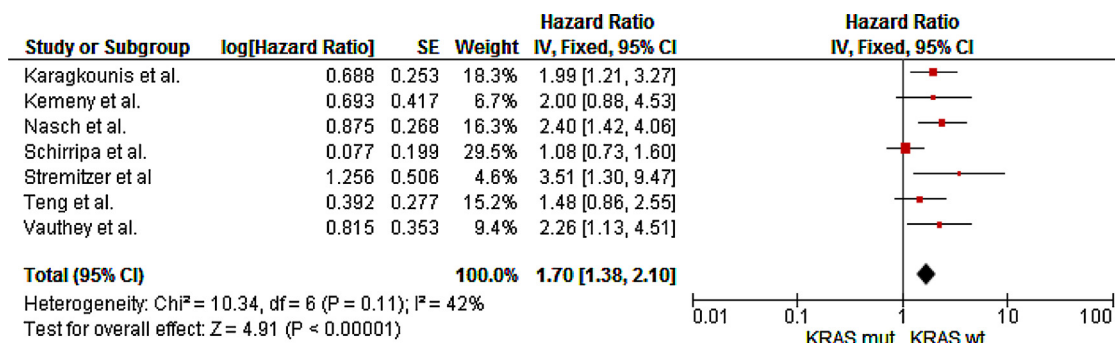 Hazard Ratio Hazard Ratio
Study or Subgroup log[Hazard Ratio] SE Weight IV, Fixed, 95% CI IV, Fixed, 95% CI
Karagkounis et al. 0.688 0.253 18.3% 1.99 [1.21, 3.27]
Kemeny et al. 0.693 0.417 6.7% 2.00 [0.88, 4.53]
Nasch et al. 0.875 0.268 16.3% 2.40 [1.42, 4.06]
Schirripa et al. 0.077 0.199 29.5% 1.08 [0.73, 1.60]
Stremitzer et al 1.256 0.506 4.6% 3.51 [1.30, 9.47]
Teng et al. 0.392 0.277 15.2% 1.48 [0.86, 2.55]
Vauthey et al. 0.815 0.353 9.4% 2.26 [1.13, 4.51]
Total (95% CI) 100.0% 1.70 [1.38, 2.10]
Heterogeneity: Chi² = 10.34, df = 6 (P = 0.11); I² = 42%
Test for overall effect: Z = 4.91 (P < 0.00001)
0.01 0.1 1 10 100
KRAS mut KRAS wt